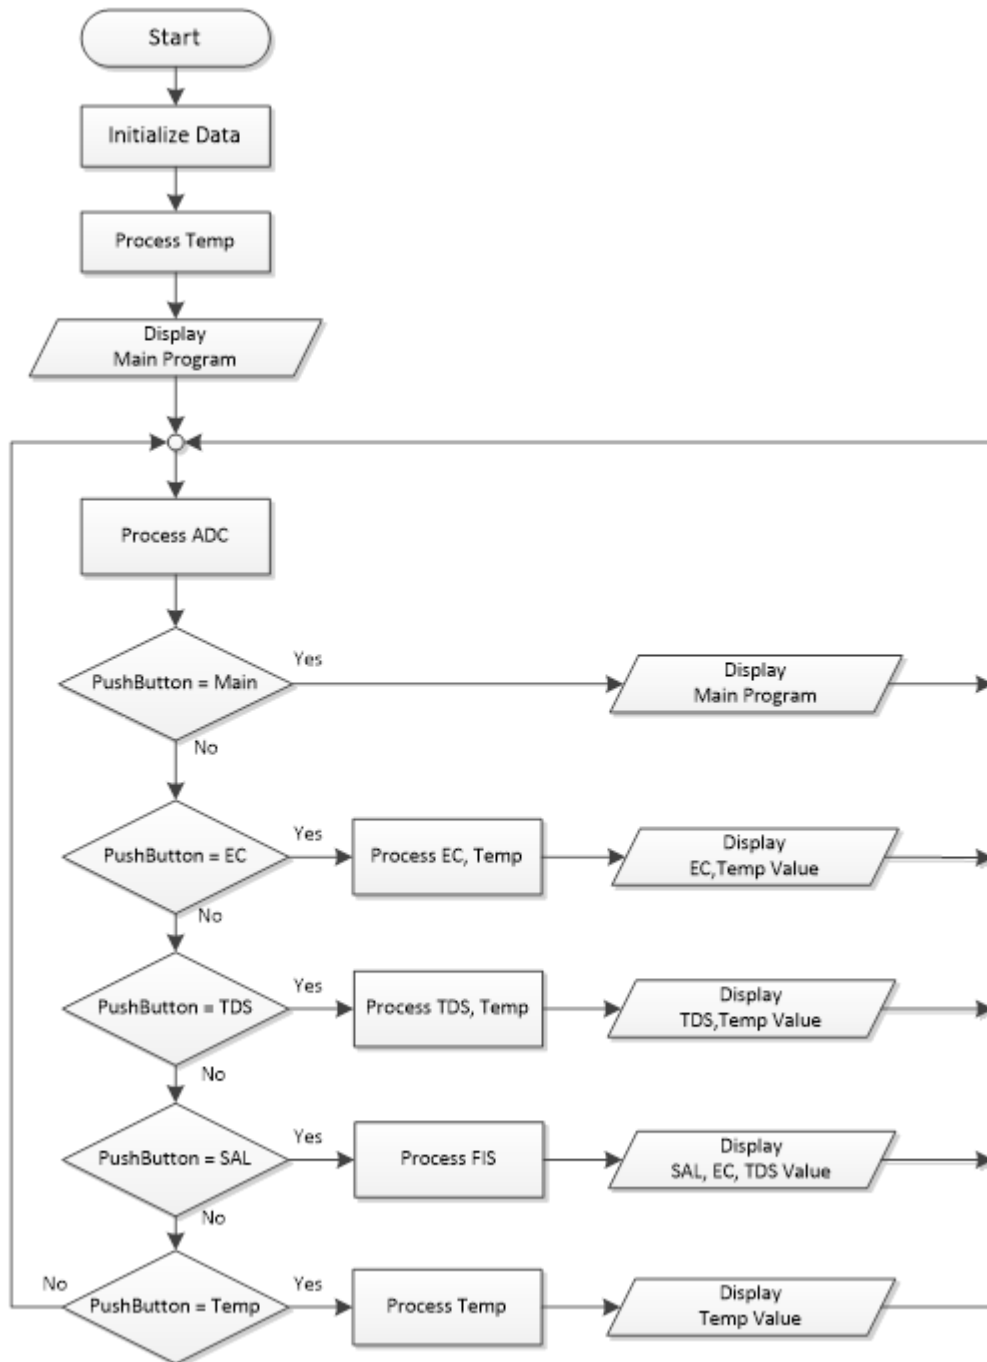 Start
Initialize Data
Process Temp
Display
Main Program
Process ADC
PushButton = Main
Yes
Display
Main Program
No
PushButton = EC
Yes
Process EC, Temp
Display
EC,Temp Value
No
PushButton = TDS
Yes
Process TDS, Temp
Display
TDS,Temp Value
No
PushButton = SAL
Yes
Process FIS
Display
SAL, EC, TDS Value
No
No
PushButton = Temp
Yes
Process Temp
Display
Temp Value